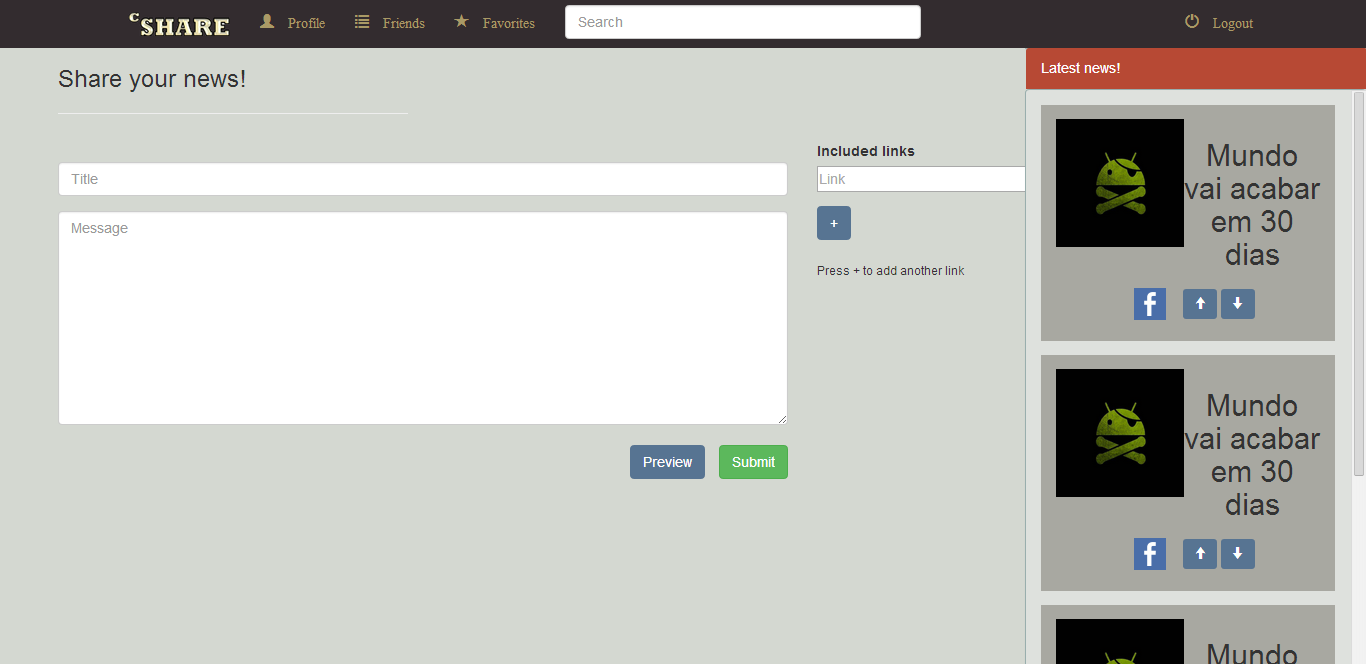 cSHARE Profile Friends Favorites Search Logout
Share your news!
Title
Message
Preview Submit
Included links
Link
+
Press + to add another link
Latest news!
Mundo
vai acabar
em 30
dias
f
Mundo
vai acabar
em 30
dias
f
Mundo